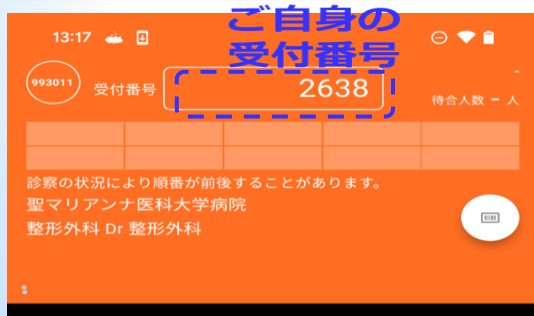 ご自身の
受付番号
13:17
993011
受付番号
2638
-
待合人数 - 人
診察の状況により順番が前後することがあります。
聖マリアンナ医科大学病院
整形外科 Dr 整形外科